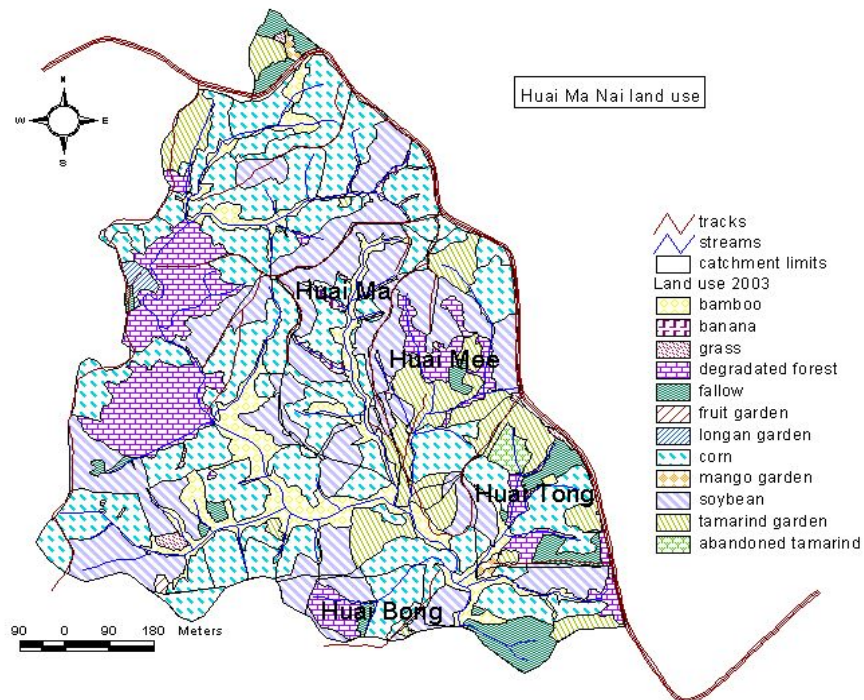 Huai Ma Nai land use
N
W E
S
tracks
streams
catchment limits
Land use 2003
bamboo
banana
grass
degradated forest
fallow
fruit garden
longan garden
corn
mango garden
soybean
tamarind garden
abandoned tamarind
Huai Ma
Huai Mee
Huai Tong
Huai Bong
90 0 90 180 Meters